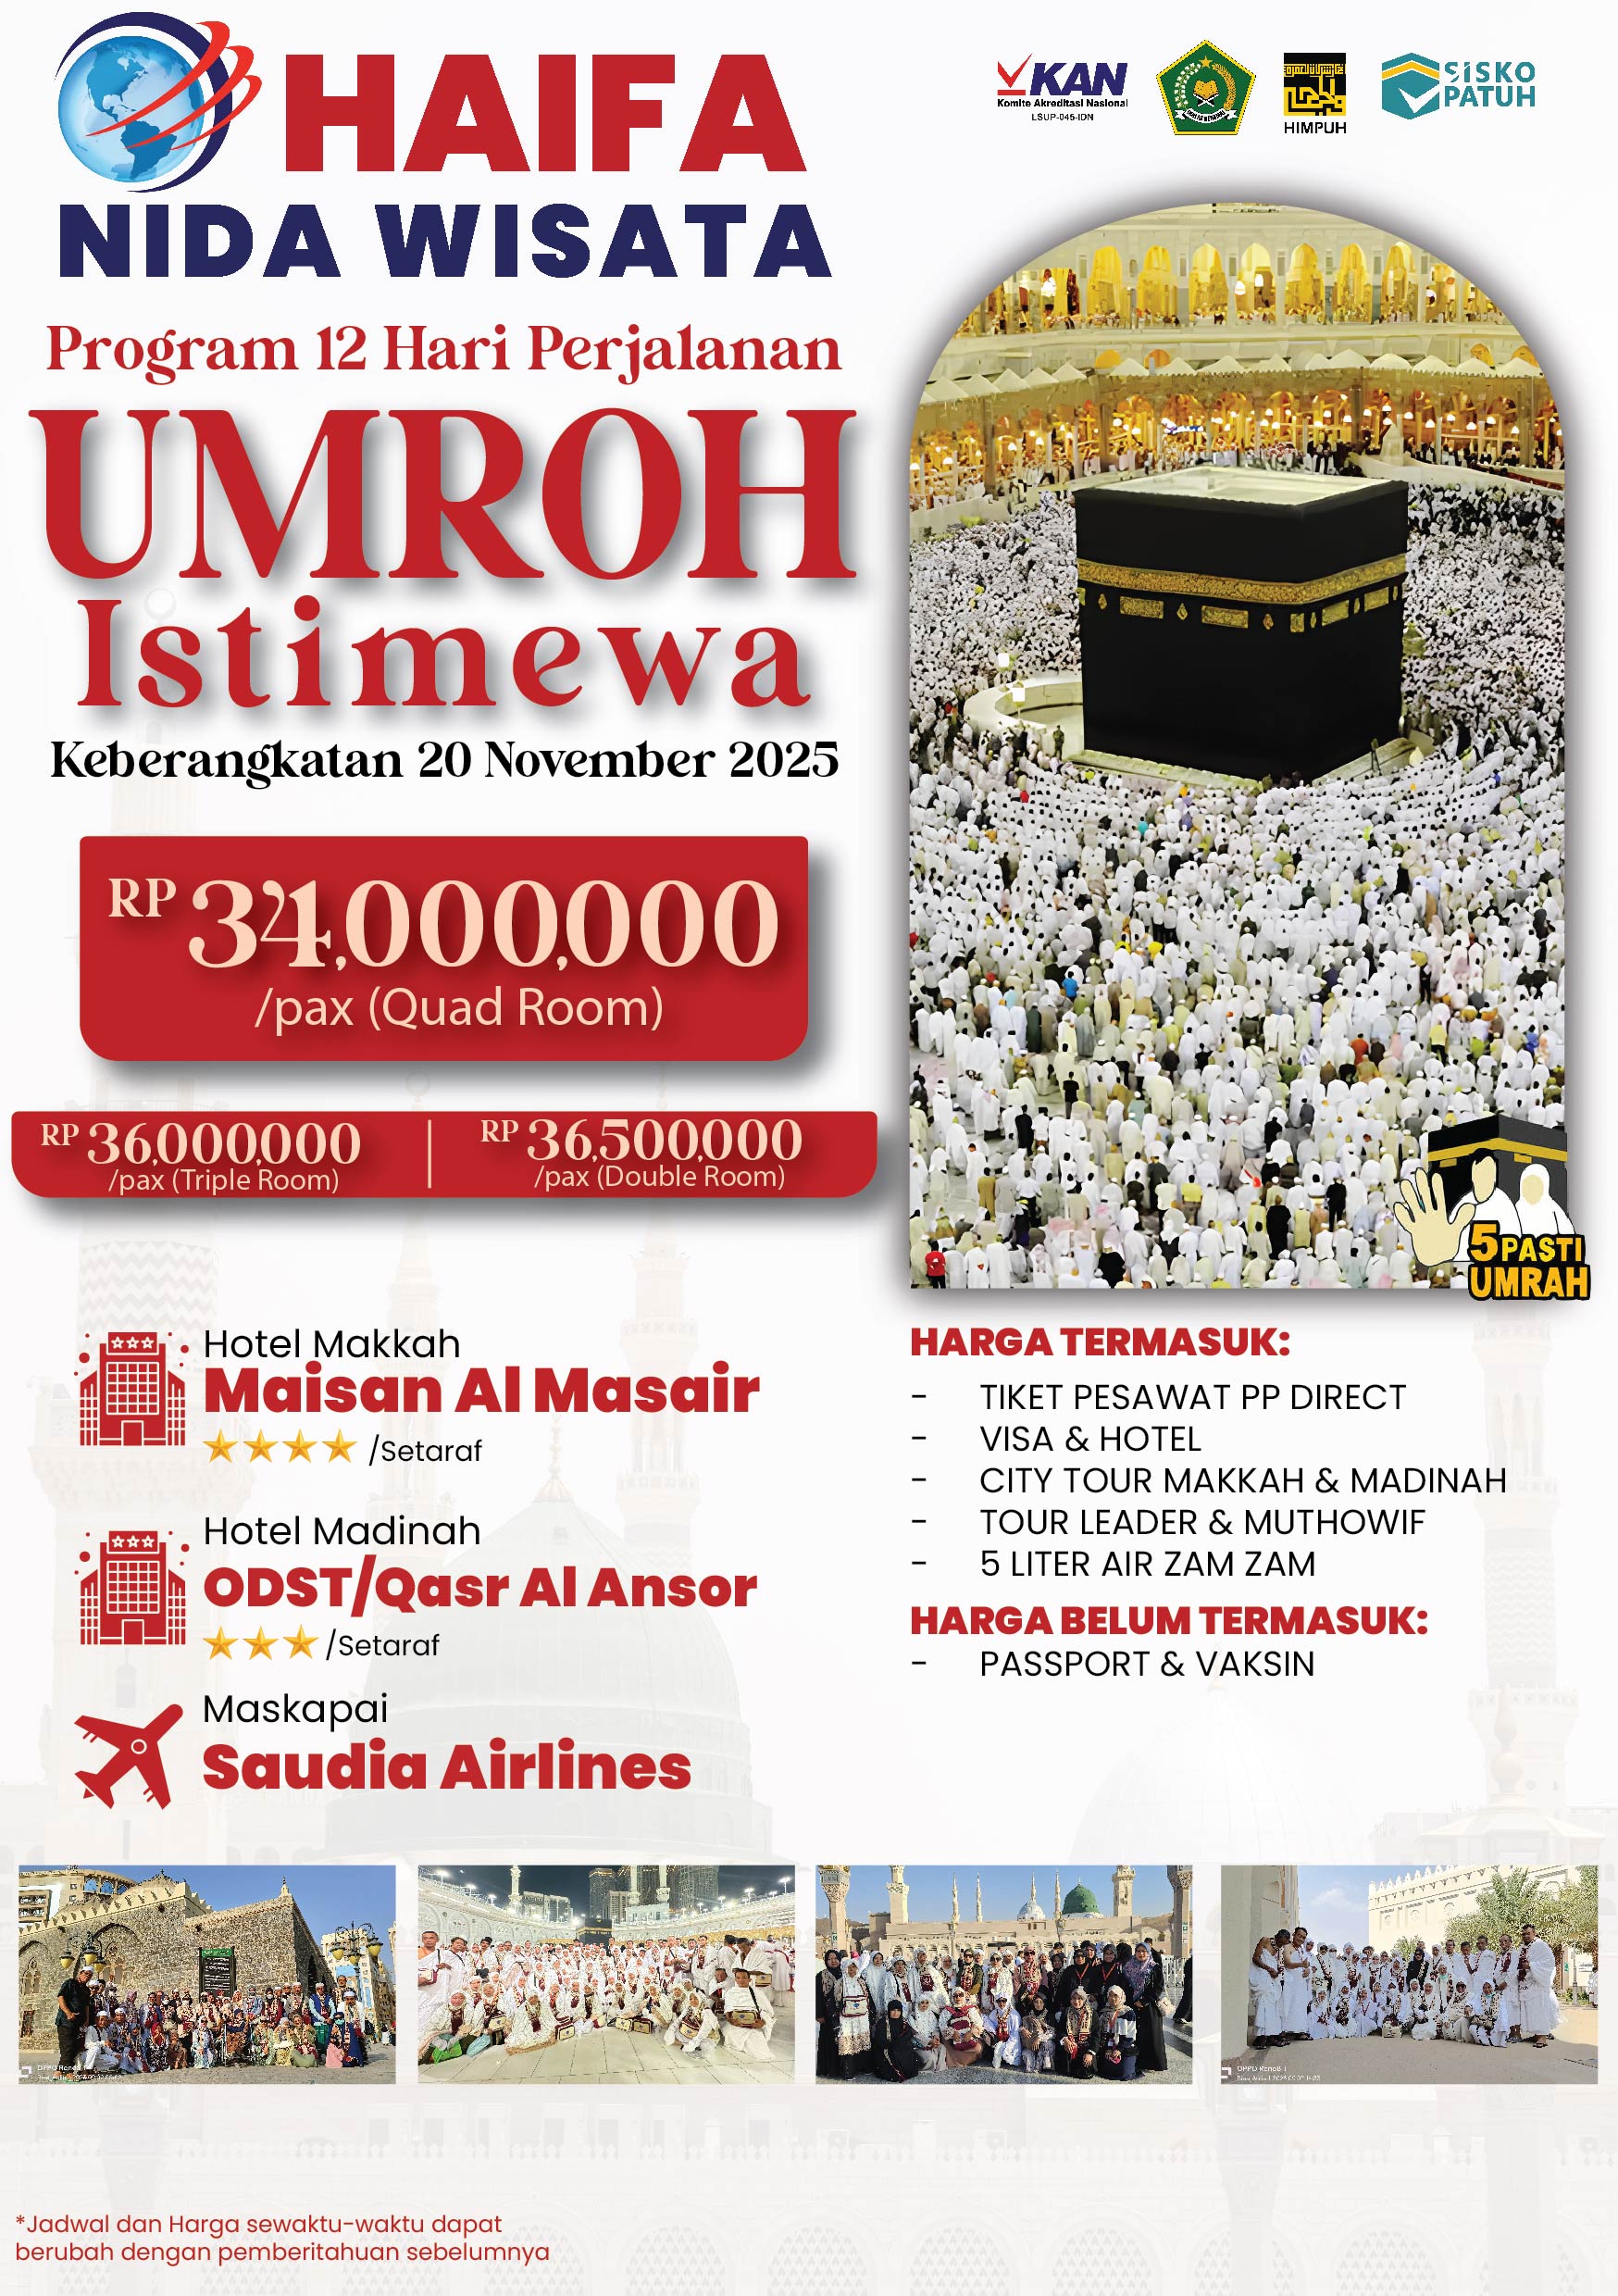 HAIFA
NIDA WISATA
KAN
Komite Akreditasi Nasional
LSUP-045-IDN
HIMPUH
SISKO
PATUH
Program 12 Hari Perjalanan
UMROH
Istimewa
Keberangkatan 20 November 2025
RP 34,000,000
/pax (Quad Room)
RP 36,000,000
/pax (Triple Room)
RP 36,500,000
/pax (Double Room)
5 PASTI
UMRAH
Hotel Makkah
Maisan Al Masair
/Setaraf
Hotel Madinah
ODST/Qasr Al Ansor
/Setaraf
Maskapai
Saudia Airlines
HARGA TERMASUK:
- TIKET PESAWAT PP DIRECT
- VISA & HOTEL
- CITY TOUR MAKKAH & MADINAH
- TOUR LEADER & MUTHOWIF
- 5 LITER AIR ZAM ZAM
HARGA BELUM TERMASUK:
- PASSPORT & VAKSIN
*Jadwal dan Harga sewaktu-waktu dapat
berubah dengan pemberitahuan sebelumnya